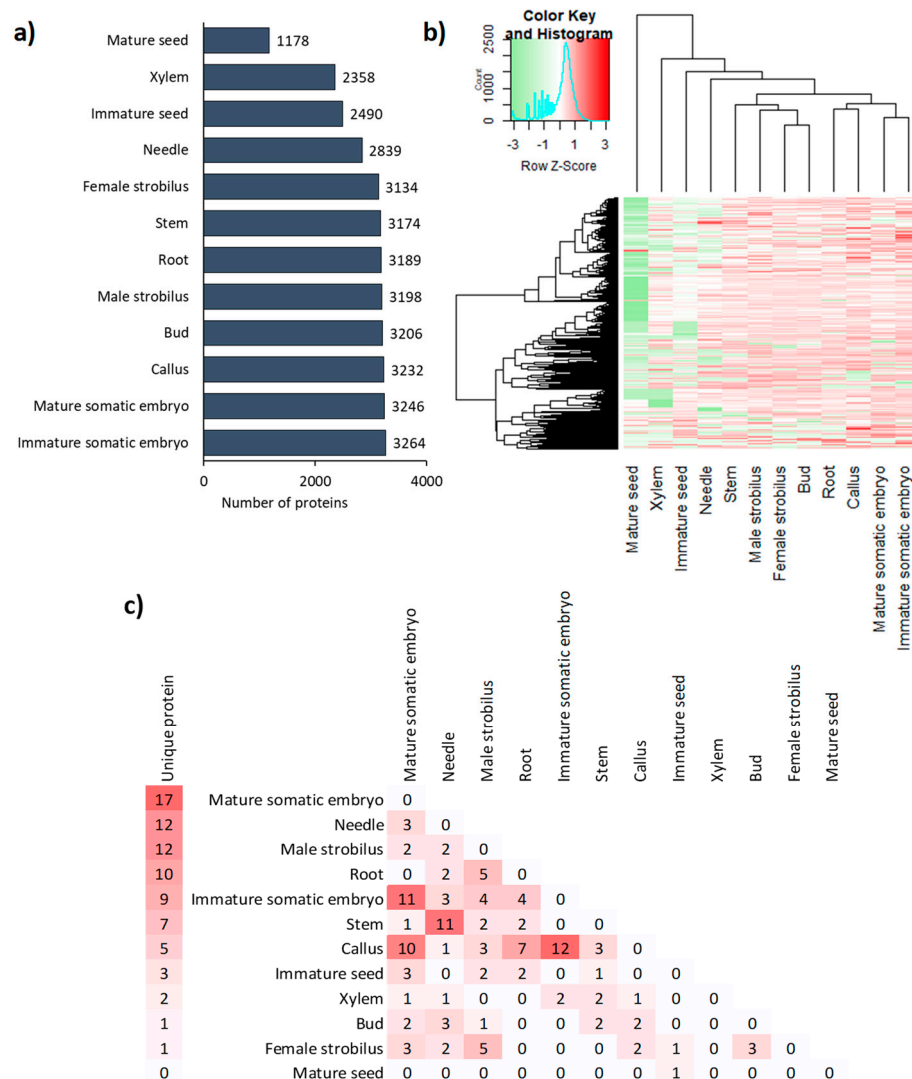 a)
Mature seed 1178
Xylem 2358
Immature seed 2490
Needle 2839
Female strobilus 3134
Stem 3174
Root 3189
Male strobilus 3198
Bud 3206
Callus 3232
Mature somatic embryo 3246
Immature somatic embryo 3264
0 2000 4000
Number of proteins
b)
Color Key
and Histogram
Count
0 1000 2500
-3 -1 1 3
Row Z-Score
Mature seed
Xylem
Immature seed
Needle
Stem
Male strobilus
Female strobilus
Bud
Root
Callus
Mature somatic embryo
Immature somatic embryo
c)
Unique protein
Mature somatic embryo
Needle
Male strobilus
Root
Immature somatic embryo
Stem
Callus
Immature seed
Xylem
Bud
Female strobilus
Mature seed
17 Mature somatic embryo 0
12 Needle 3 0
12 Male strobilus 2 2 0
10 Root 0 2 5 0
9 Immature somatic embryo 11 3 4 4 0
7 Stem 1 11 2 2 0 0
5 Callus 10 1 3 7 12 3 0
3 Immature seed 3 0 2 2 0 1 0 0
2 Xylem 1 1 0 0 2 2 1 0 0
1 Bud 2 3 1 0 0 2 2 0 0 0
1 Female strobilus 3 2 5 0 0 0 2 1 0 3 0
0 Mature seed 0 0 0 0 0 0 0 1 0 0 0 0